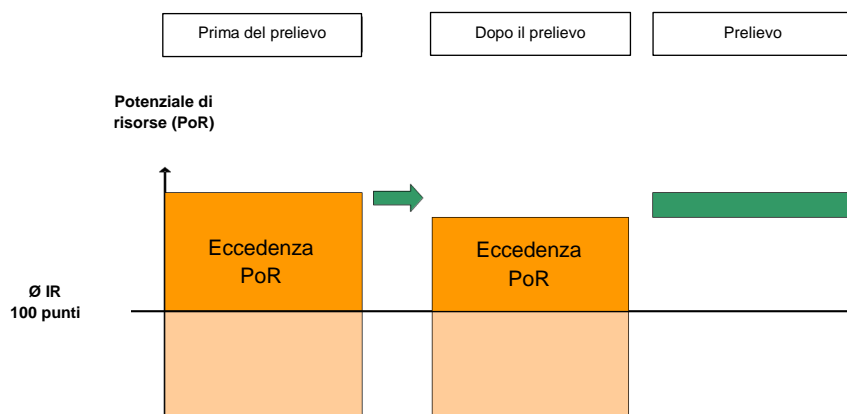 Prima del prelievo
Dopo il prelievo
Prelievo
Potenziale di
risorse (PoR)
Eccedenza
PoR
Eccedenza
PoR
Ø IR
100 punti